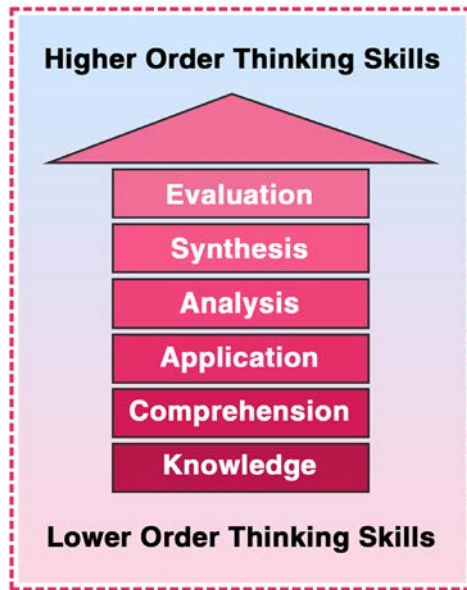 Higher Order Thinking Skills
Evaluation
Synthesis
Analysis
Application
Comprehension
Knowledge
Lower Order Thinking Skills